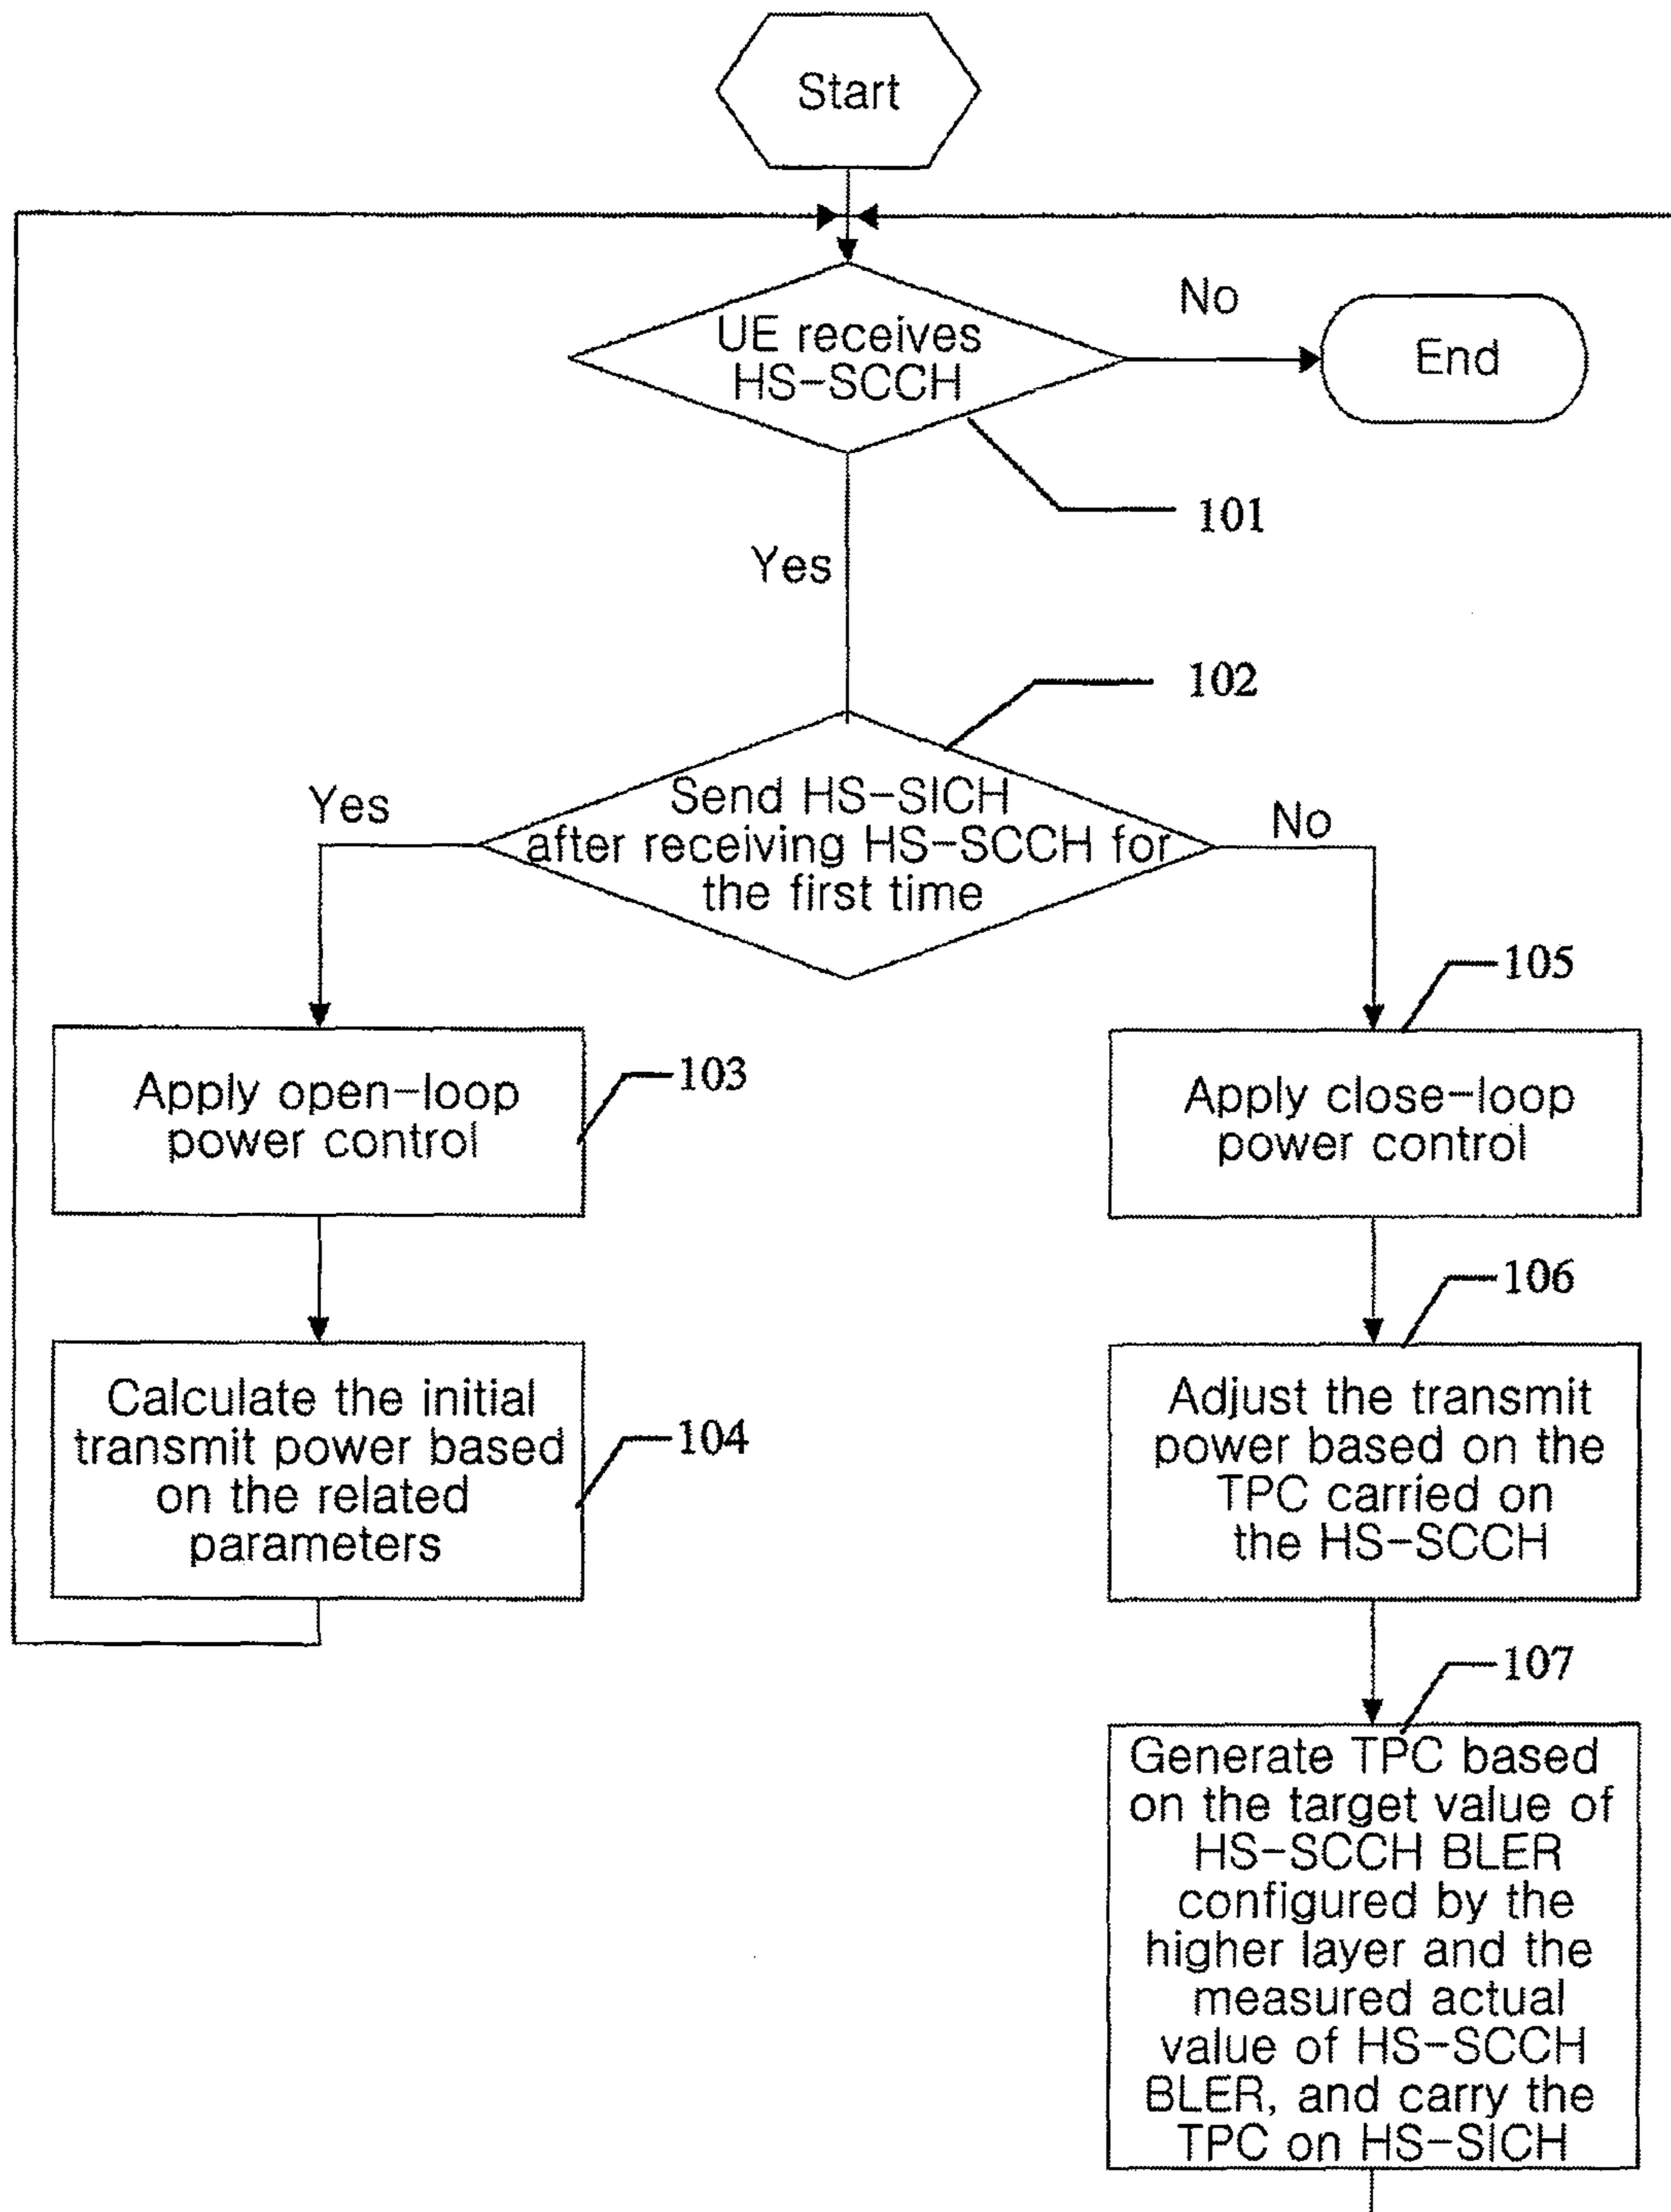 Start
UE receives
HS-SCCH
No
End
101
Yes
102
Send HS-SICH
after receiving HS-SCCH for
the first time
Yes
No
103
Apply open-loop
power control
105
Apply close-loop
power control
104
Calculate the initial
transmit power based
on the related
parameters
106
Adjust the transmit
power based on the
TPC carried on
the HS-SCCH
107
Generate TPC based
on the target value of
HS-SCCH BLER
configured by the
higher layer and the
measured actual
value of HS-SCCH
BLER, and carry the
TPC on HS-SICH